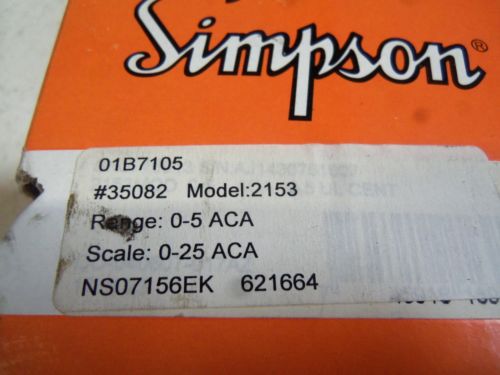 Simpson®
01B7105
#35082 Model:2153
Range: 0-5 ACA
Scale: 0-25 ACA
NS07156EK 621664